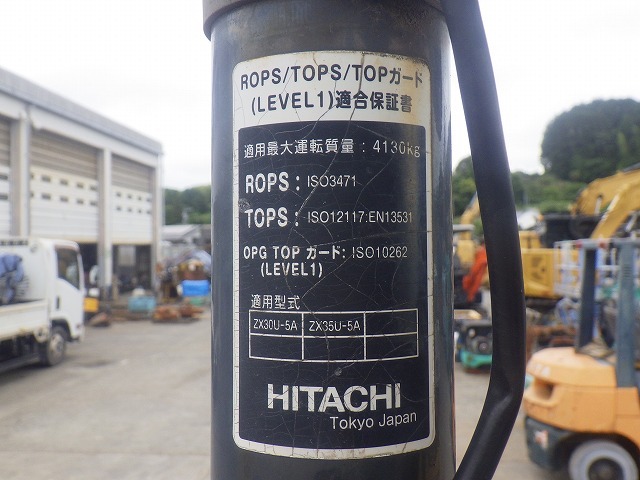 ROPS/TOPS/TOPガード
(LEVEL1)適合保証書
適用最大運転質量：4130kg
ROPS：ISO3471
TOPS：ISO12117:EN13531
OPG TOP ガード：ISO10262
(LEVEL1)
適用型式
ZX30U-5A ZX35U-5A
HITACHI
Tokyo Japan